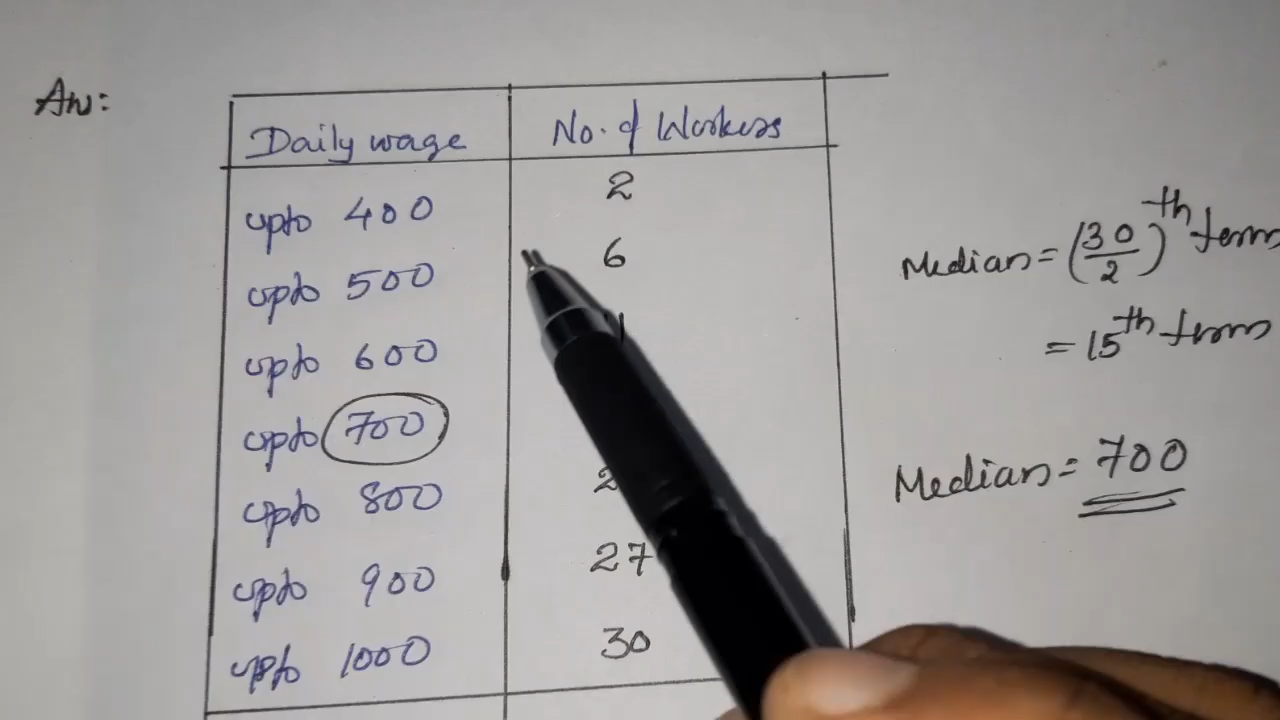 Ans:
Daily wage No. of Workers
upto 400 2
upto 500 6
upto 600
upto 700
upto 800
upto 900 27
upto 1000 30
Median = (30/2)th term
= 15th term
Median = 700